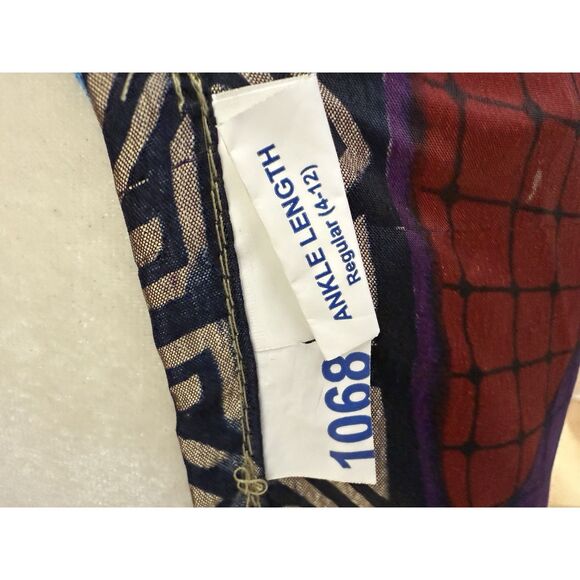 ANKLE LENGTH
Regular (4-12)
1068